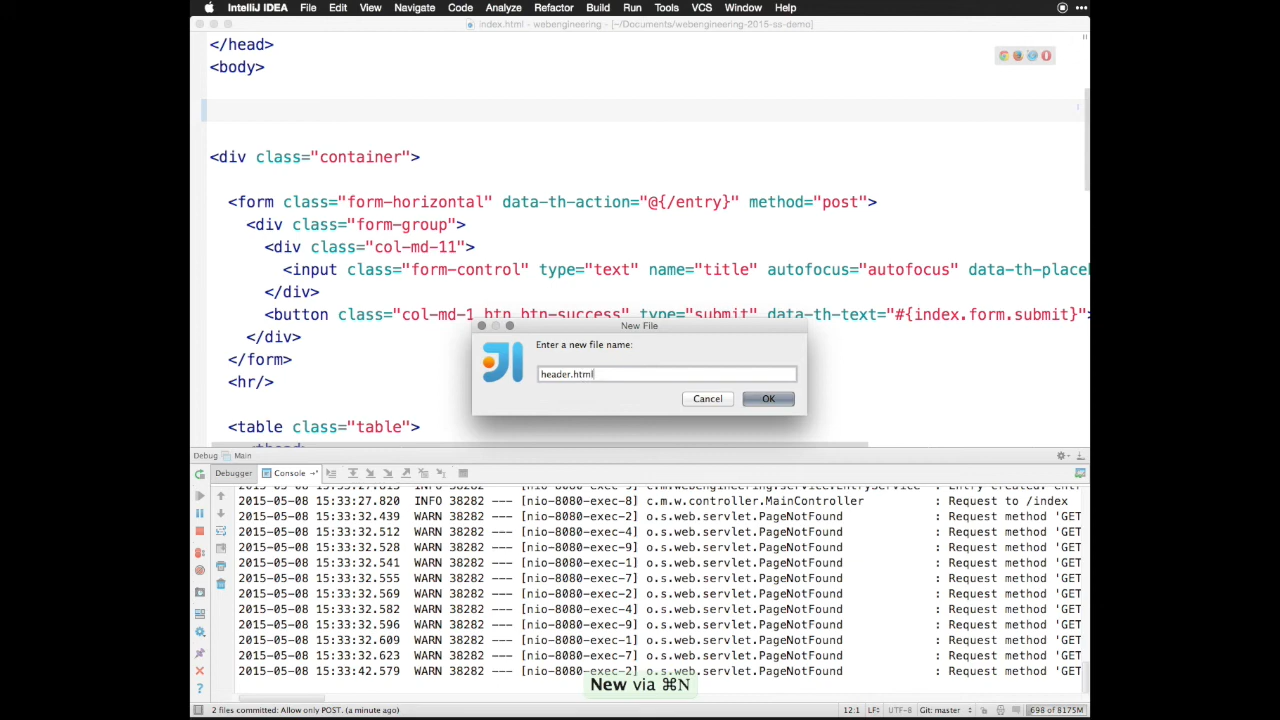 IntelliJ IDEA File Edit View Navigate Code Analyze Refactor Build Run Tools VCS Window Help
index.html - webengineering - [~/Documents/webengineering-2015-ss-demo]
</head>
<body>
<div class="container">
<form class="form-horizontal" data-th-action="@{/entry}" method="post">
<div class="form-group">
<div class="col-md-11">
<input class="form-control" type="text" name="title" autofocus="autofocus" data-th-place
</div>
<button class="col-md-1 btn btn-success" type="submit" data-th-text="#{index.form.submit}">
</div>
</form>
<hr/>
<table class="table">
New File
Enter a new file name:
header.html
Cancel OK
Debug Main
Debugger Console
2015-05-08 15:33:27.820 INFO 38282 --- [nio-8080-exec-8] c.m.w.controller.MainController : Request to /index
2015-05-08 15:33:32.439 WARN 38282 --- [nio-8080-exec-2] o.s.web.servlet.PageNotFound : Request method 'GET
2015-05-08 15:33:32.512 WARN 38282 --- [nio-8080-exec-4] o.s.web.servlet.PageNotFound : Request method 'GET
2015-05-08 15:33:32.528 WARN 38282 --- [nio-8080-exec-9] o.s.web.servlet.PageNotFound : Request method 'GET
2015-05-08 15:33:32.541 WARN 38282 --- [nio-8080-exec-1] o.s.web.servlet.PageNotFound : Request method 'GET
2015-05-08 15:33:32.555 WARN 38282 --- [nio-8080-exec-7] o.s.web.servlet.PageNotFound : Request method 'GET
2015-05-08 15:33:32.569 WARN 38282 --- [nio-8080-exec-2] o.s.web.servlet.PageNotFound : Request method 'GET
2015-05-08 15:33:32.582 WARN 38282 --- [nio-8080-exec-4] o.s.web.servlet.PageNotFound : Request method 'GET
2015-05-08 15:33:32.596 WARN 38282 --- [nio-8080-exec-9] o.s.web.servlet.PageNotFound : Request method 'GET
2015-05-08 15:33:32.609 WARN 38282 --- [nio-8080-exec-1] o.s.web.servlet.PageNotFound : Request method 'GET
2015-05-08 15:33:32.623 WARN 38282 --- [nio-8080-exec-7] o.s.web.servlet.PageNotFound : Request method 'GET
2015-05-08 15:33:42.579 WARN 38282 --- [nio-8080-exec-2] o.s.web.servlet.PageNotFound : Request method 'GET
New via ⌘N
2 files committed: Allow only POST. (a minute ago) 12:1 LF UTF-8 Git: master 698 of 8175M